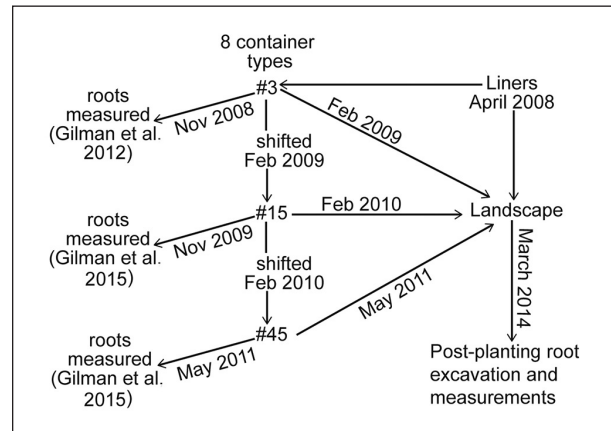 8 container
types
#3
Liners
April 2008
roots
measured
(Gilman et al.
2012)
Nov 2008
Feb 2009
shifted
Feb 2009
#15
Feb 2010
Landscape
roots
measured
(Gilman et al.
2015)
Nov 2009
shifted
Feb 2010
May 2011
March 2014
#45
roots
measured
(Gilman et al.
2015)
May 2011
Post-planting root
excavation and
measurements